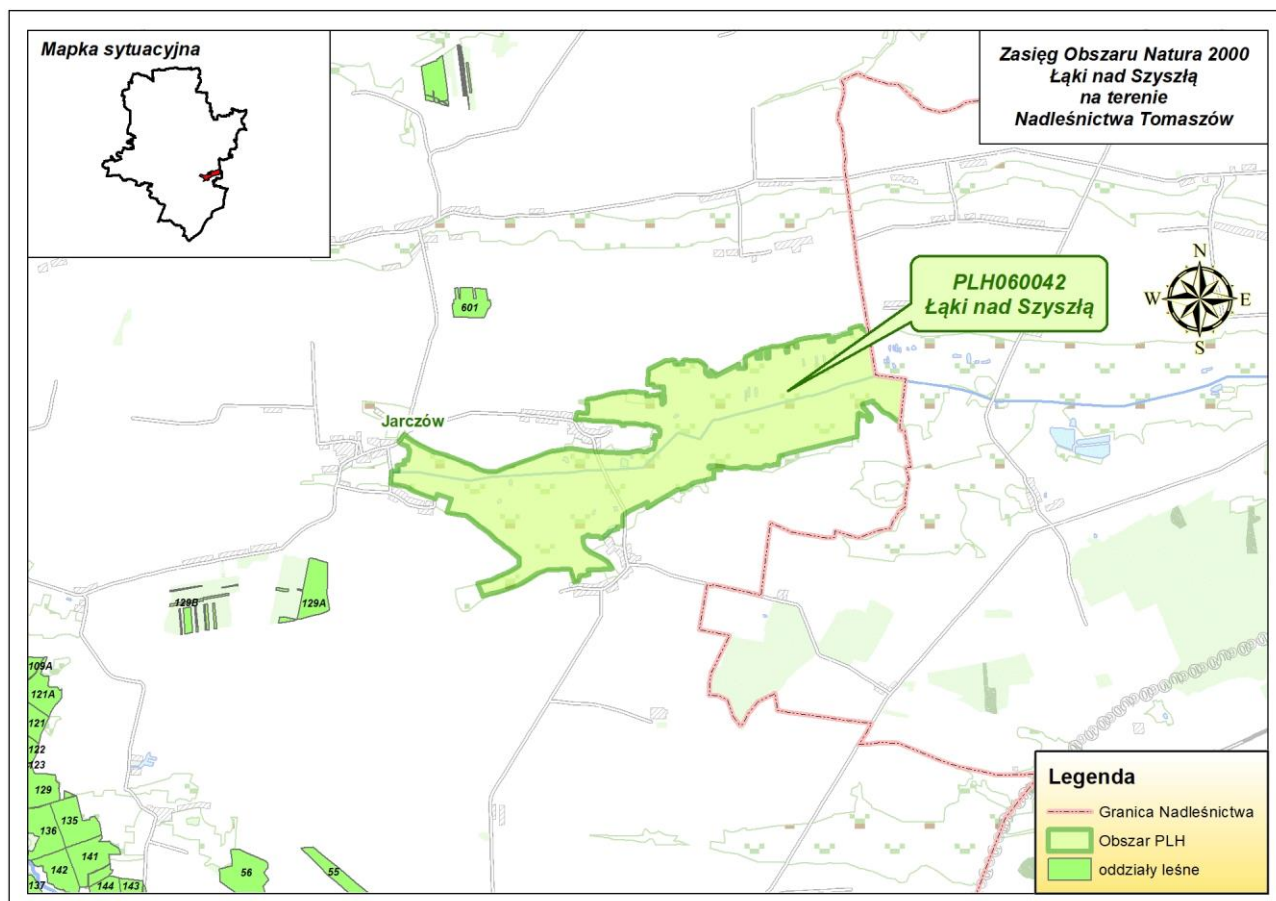 Mapka sytuacyjna
Zasięg Obszaru Natura 2000
Łąki nad Szyszłą
na terenie
Nadleśnictwa Tomaszów
PLH060042
Łąki nad Szyszłą
N
W
E
S
601
Jarczów
129B
129A
109A
121A
121
122
123
129
135
136
141
142
137
144
143
56
55
Legenda
Granica Nadleśnictwa
Obszar PLH
oddziały leśne